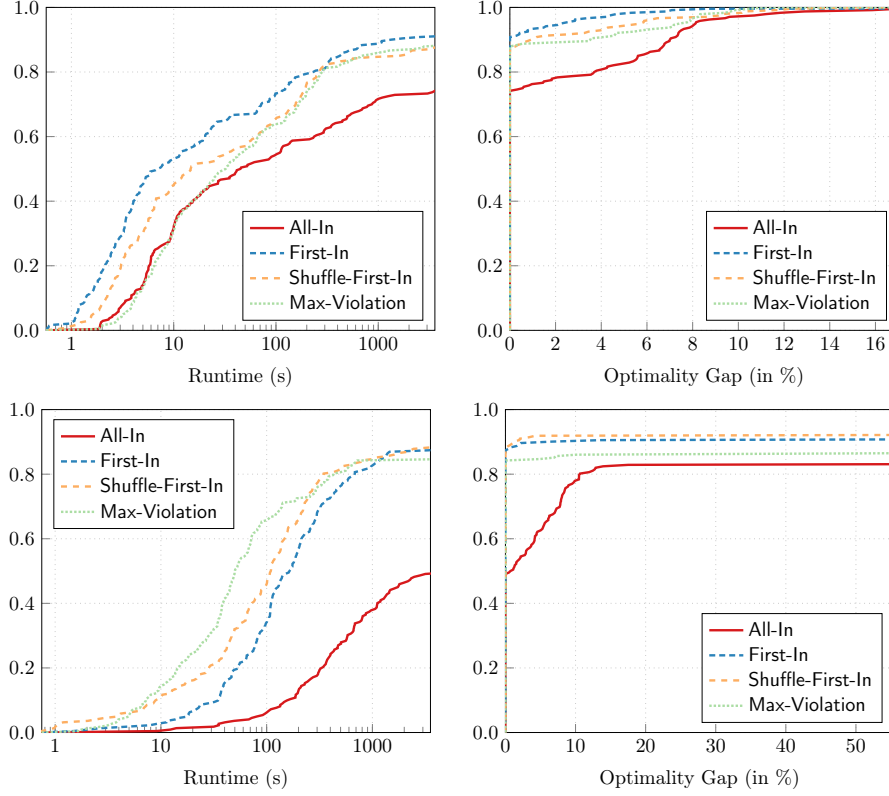 1.0
0.8
0.6
0.4
0.2
0.0
1 10 100 1000
Runtime (s)
All-In
First-In
Shuffle-First-In
Max-Violation
1.0
0.8
0.6
0.4
0.2
0.0
0 2 4 6 8 10 12 14 16
Optimality Gap (in %)
All-In
First-In
Shuffle-First-In
Max-Violation
1.0
0.8
0.6
0.4
0.2
0.0
1 10 100 1000
Runtime (s)
All-In
First-In
Shuffle-First-In
Max-Violation
1.0
0.8
0.6
0.4
0.2
0.0
0 10 20 30 40 50
Optimality Gap (in %)
All-In
First-In
Shuffle-First-In
Max-Violation